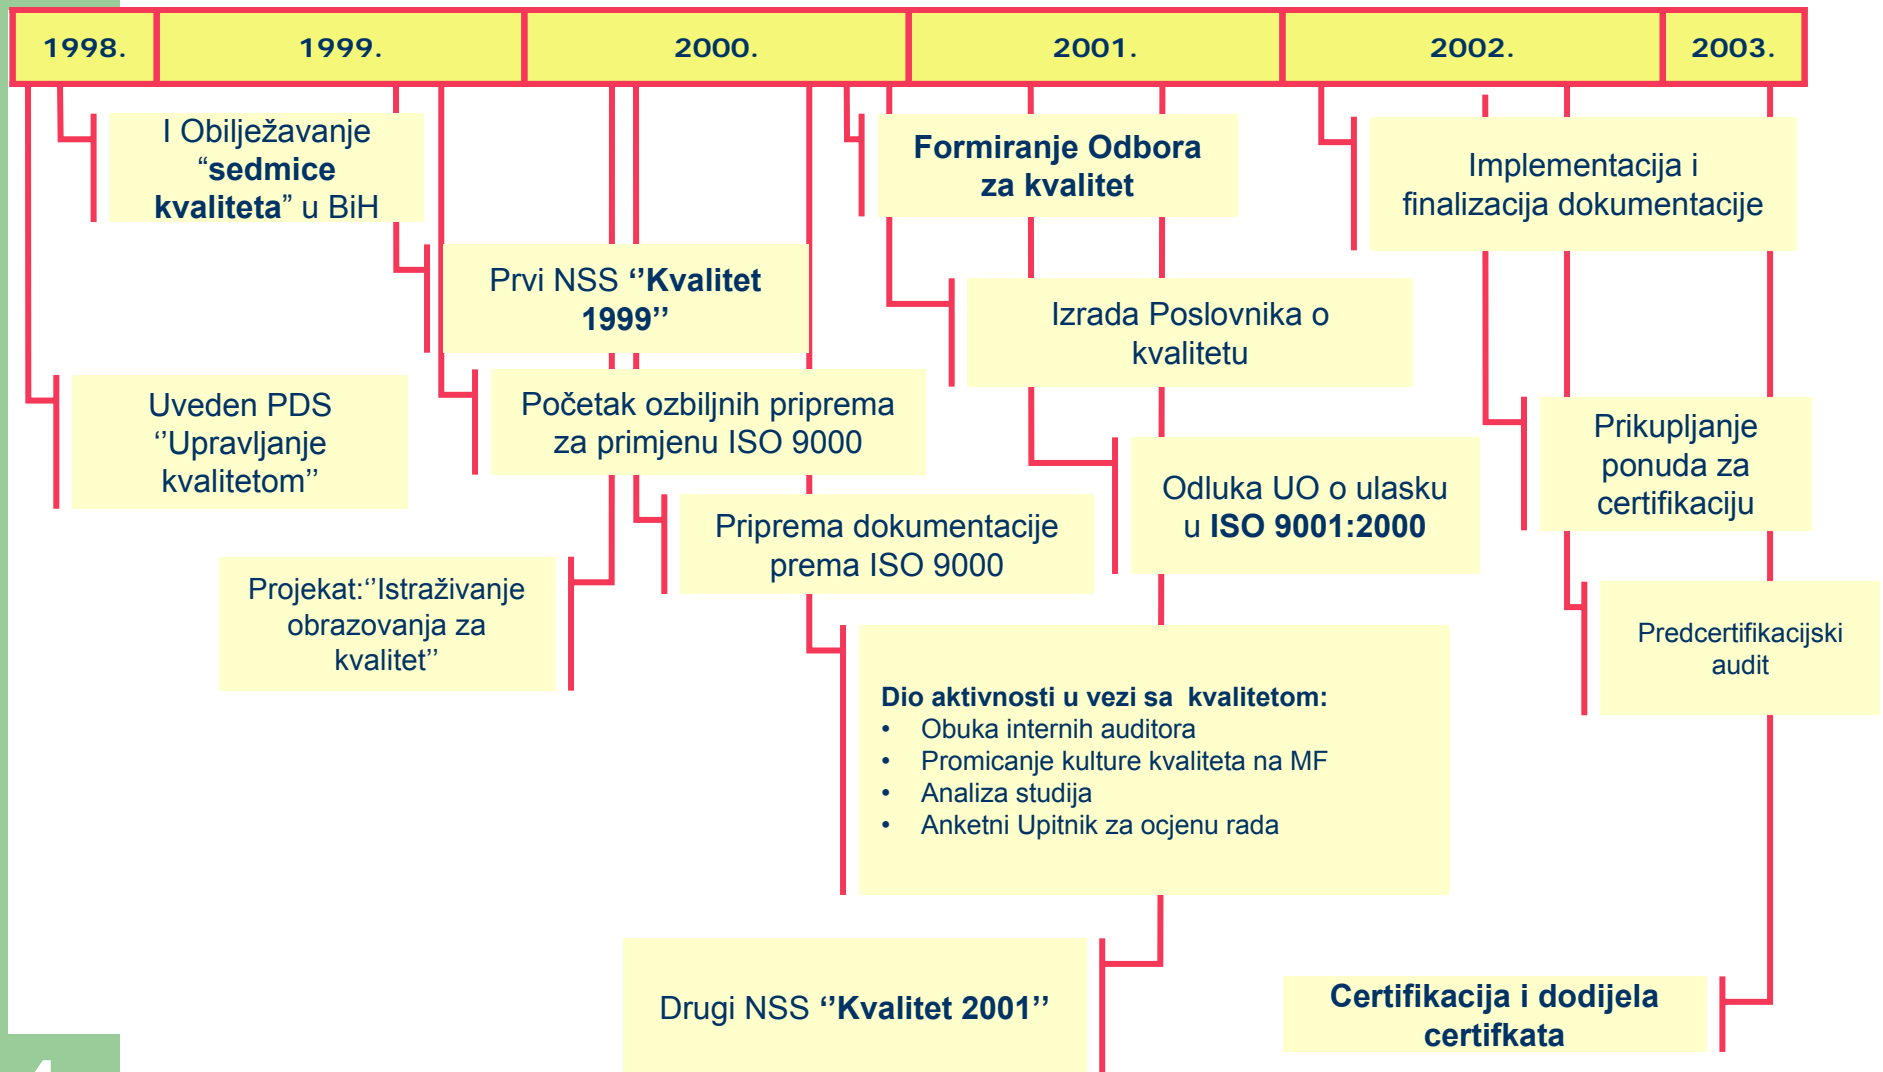 1998.
1999.
2000.
2001.
2002.
2003.
I Obilježavanje
“sedmice
kvaliteta” u BiH
Formiranje Odbora
za kvalitet
Implementacija i
finalizacija dokumentacije
Prvi NSS ‘’Kvalitet
1999’’
Izrada Poslovnika o
kvalitetu
Uveden PDS
‘’Upravljanje
kvalitetom’’
Početak ozbiljnih priprema
za primjenu ISO 9000
Prikupljanje
ponuda za
certifikaciju
Odluka UO o ulasku
u ISO 9001:2000
Priprema dokumentacije
prema ISO 9000
Projekat:‘’Istraživanje
obrazovanja za
kvalitet’’
Predcertifikacijski
audit
Dio aktivnosti u vezi sa  kvalitetom:
• Obuka internih auditora
• Promicanje kulture kvaliteta na MF
• Analiza studija
• Anketni Upitnik za ocjenu rada
Drugi NSS ‘’Kvalitet 2001’’
Certifikacija i dodijela
certifkata